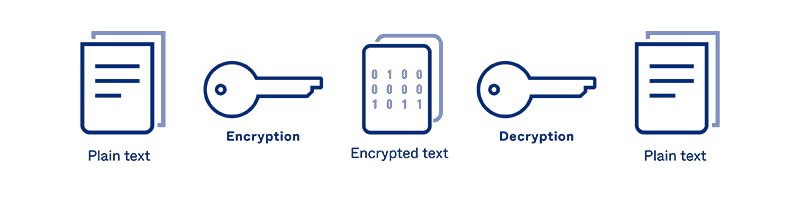 0 1 0 0
0 0 0 0
1 0 1 1
Encryption
Decryption
Plain text
Encrypted text
Plain text